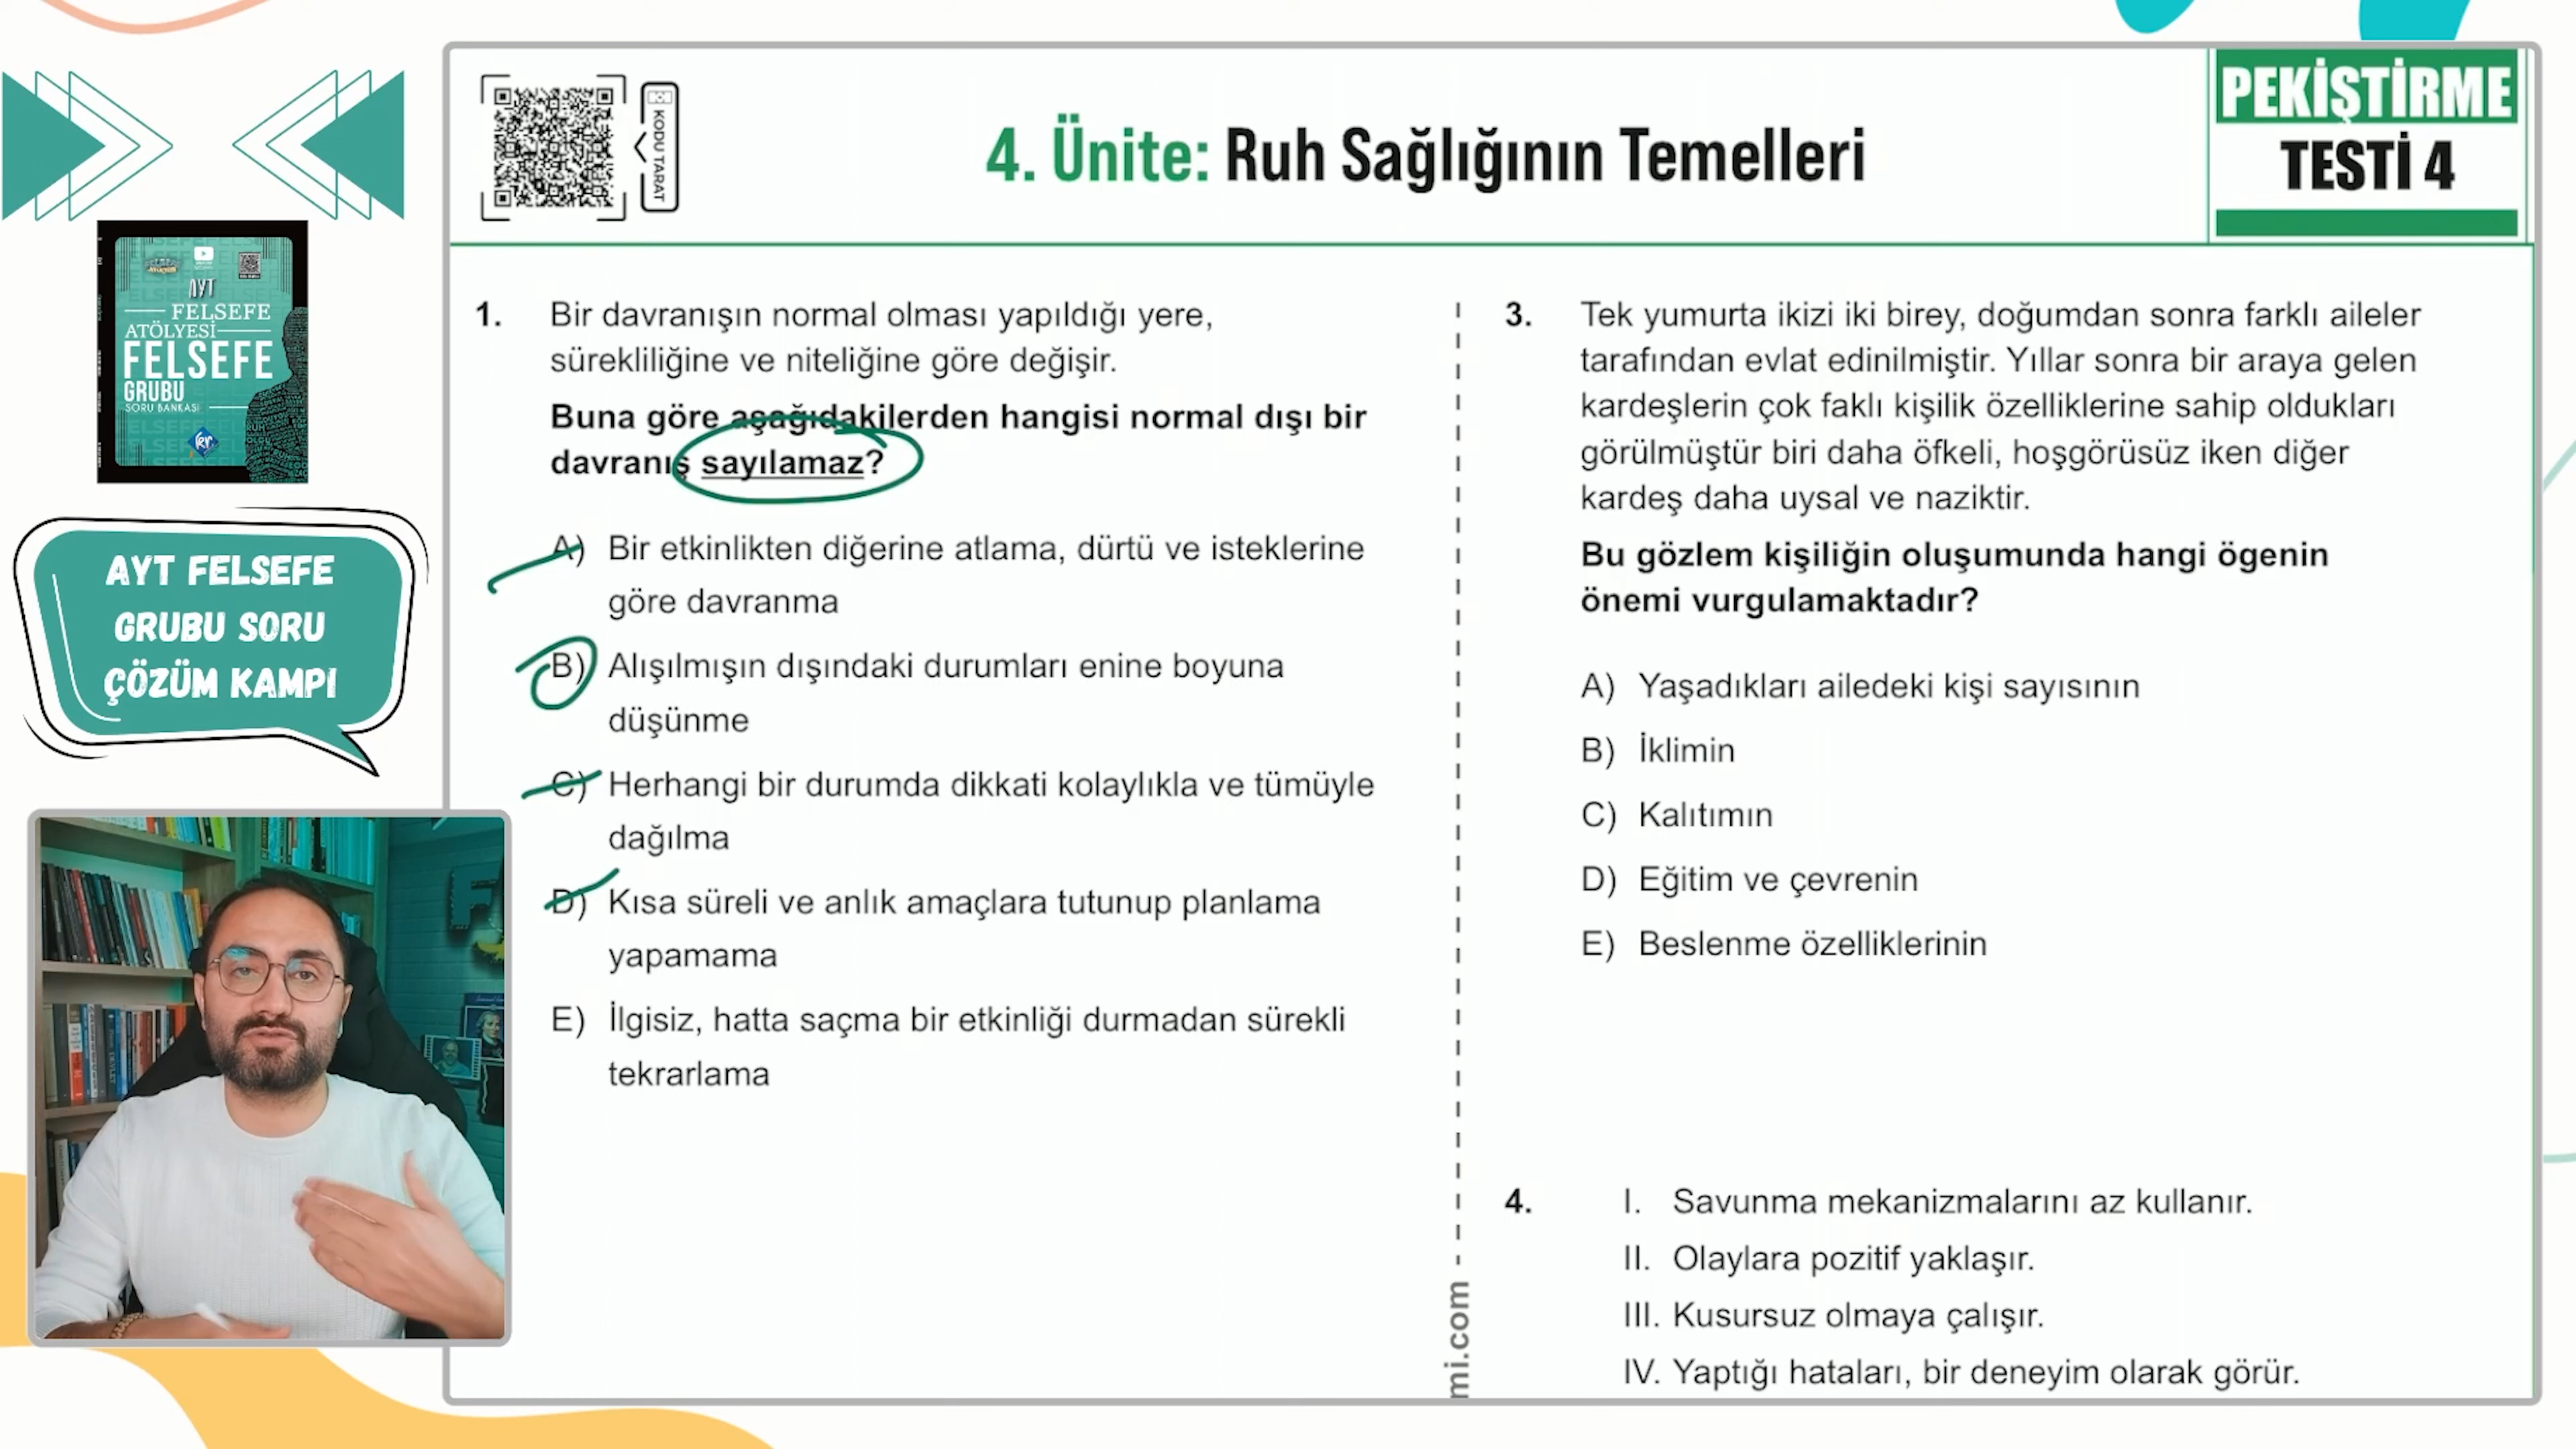 KODU TARAT
4. Ünite: Ruh Sağlığının Temelleri
PEKİŞTİRME
TESTİ 4
AYT
FELSEFE
ATÖLYESİ
FELSEFE
GRUBU
SORU BANKASI
AYT FELSEFE
GRUBU SORU
ÇÖZÜM KAMPI
1. Bir davranışın normal olması yapıldığı yere,
sürekliliğine ve niteliğine göre değişir.
Buna göre aşağıdakilerden hangisi normal dışı bir
davranış sayılamaz?
A) Bir etkinlikten diğerine atlama, dürtü ve isteklerine
göre davranma
B) Alışılmışın dışındaki durumları enine boyuna
düşünme
C) Herhangi bir durumda dikkati kolaylıkla ve tümüyle
dağılma
D) Kısa süreli ve anlık amaçlara tutunup planlama
yapamama
E) İlgisiz, hatta saçma bir etkinliği durmadan sürekli
tekrarlama
mi.com
3. Tek yumurta ikizi iki birey, doğumdan sonra farklı aileler
tarafından evlat edinilmiştir. Yıllar sonra bir araya gelen
kardeşlerin çok faklı kişilik özelliklerine sahip oldukları
görülmüştür biri daha öfkeli, hoşgörüsüz iken diğer
kardeş daha uysal ve naziktir.
Bu gözlem kişiliğin oluşumunda hangi ögenin
önemi vurgulamaktadır?
A) Yaşadıkları ailedeki kişi sayısının
B) İklimin
C) Kalıtımın
D) Eğitim ve çevrenin
E) Beslenme özelliklerinin
4. I. Savunma mekanizmalarını az kullanır.
II. Olaylara pozitif yaklaşır.
III. Kusursuz olmaya çalışır.
IV. Yaptığı hataları, bir deneyim olarak görür.